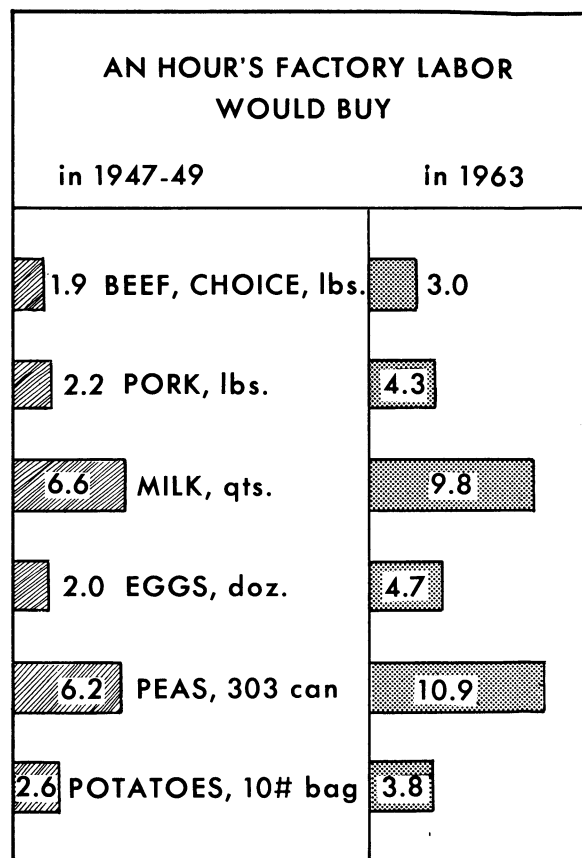 AN HOUR'S FACTORY LABOR
WOULD BUY
in 1947-49 in 1963
1.9 BEEF, CHOICE, lbs. 3.0
2.2 PORK, lbs. 4.3
6.6 MILK, qts. 9.8
2.0 EGGS, doz. 4.7
6.2 PEAS, 303 can 10.9
2.6 POTATOES, 10# bag 3.8